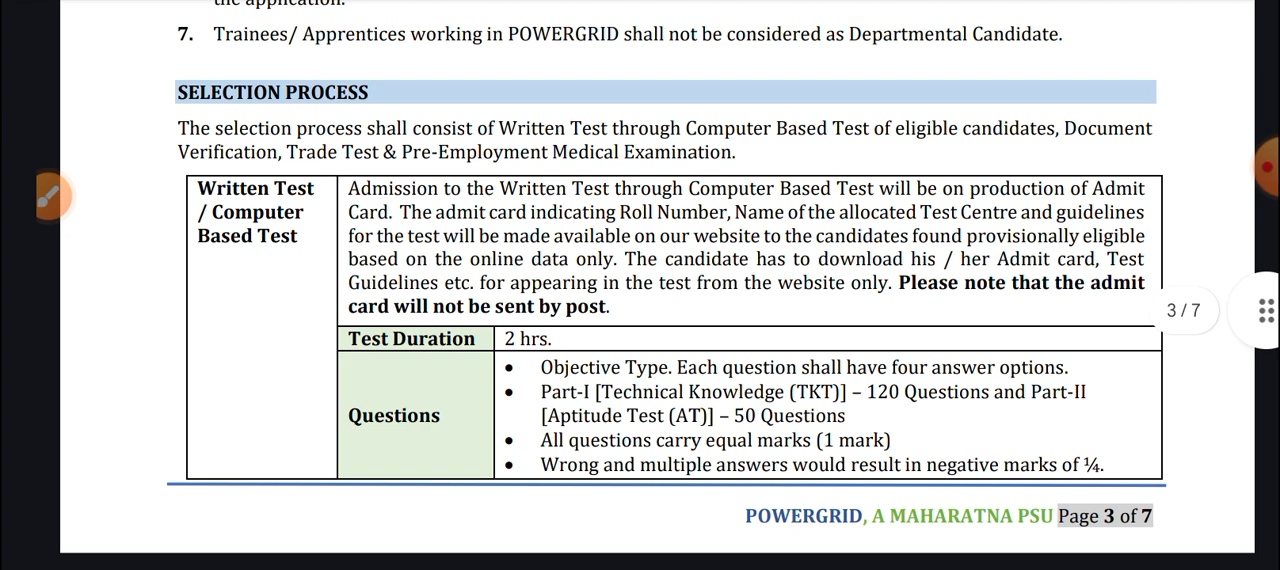 the application.
7. Trainees/ Apprentices working in POWERGRID shall not be considered as Departmental Candidate.
SELECTION PROCESS
The selection process shall consist of Written Test through Computer Based Test of eligible candidates, Document
Verification, Trade Test & Pre-Employment Medical Examination.
Written Test
/ Computer
Based Test
Admission to the Written Test through Computer Based Test will be on production of Admit
Card. The admit card indicating Roll Number, Name of the allocated Test Centre and guidelines
for the test will be made available on our website to the candidates found provisionally eligible
based on the online data only. The candidate has to download his / her Admit card, Test
Guidelines etc. for appearing in the test from the website only. Please note that the admit
card will not be sent by post.
3 / 7
Test Duration
2 hrs.
Questions
• Objective Type. Each question shall have four answer options.
• Part-I [Technical Knowledge (TKT)] – 120 Questions and Part-II
[Aptitude Test (AT)] – 50 Questions
• All questions carry equal marks (1 mark)
• Wrong and multiple answers would result in negative marks of ¼.
POWERGRID, A MAHARATNA PSU Page 3 of 7